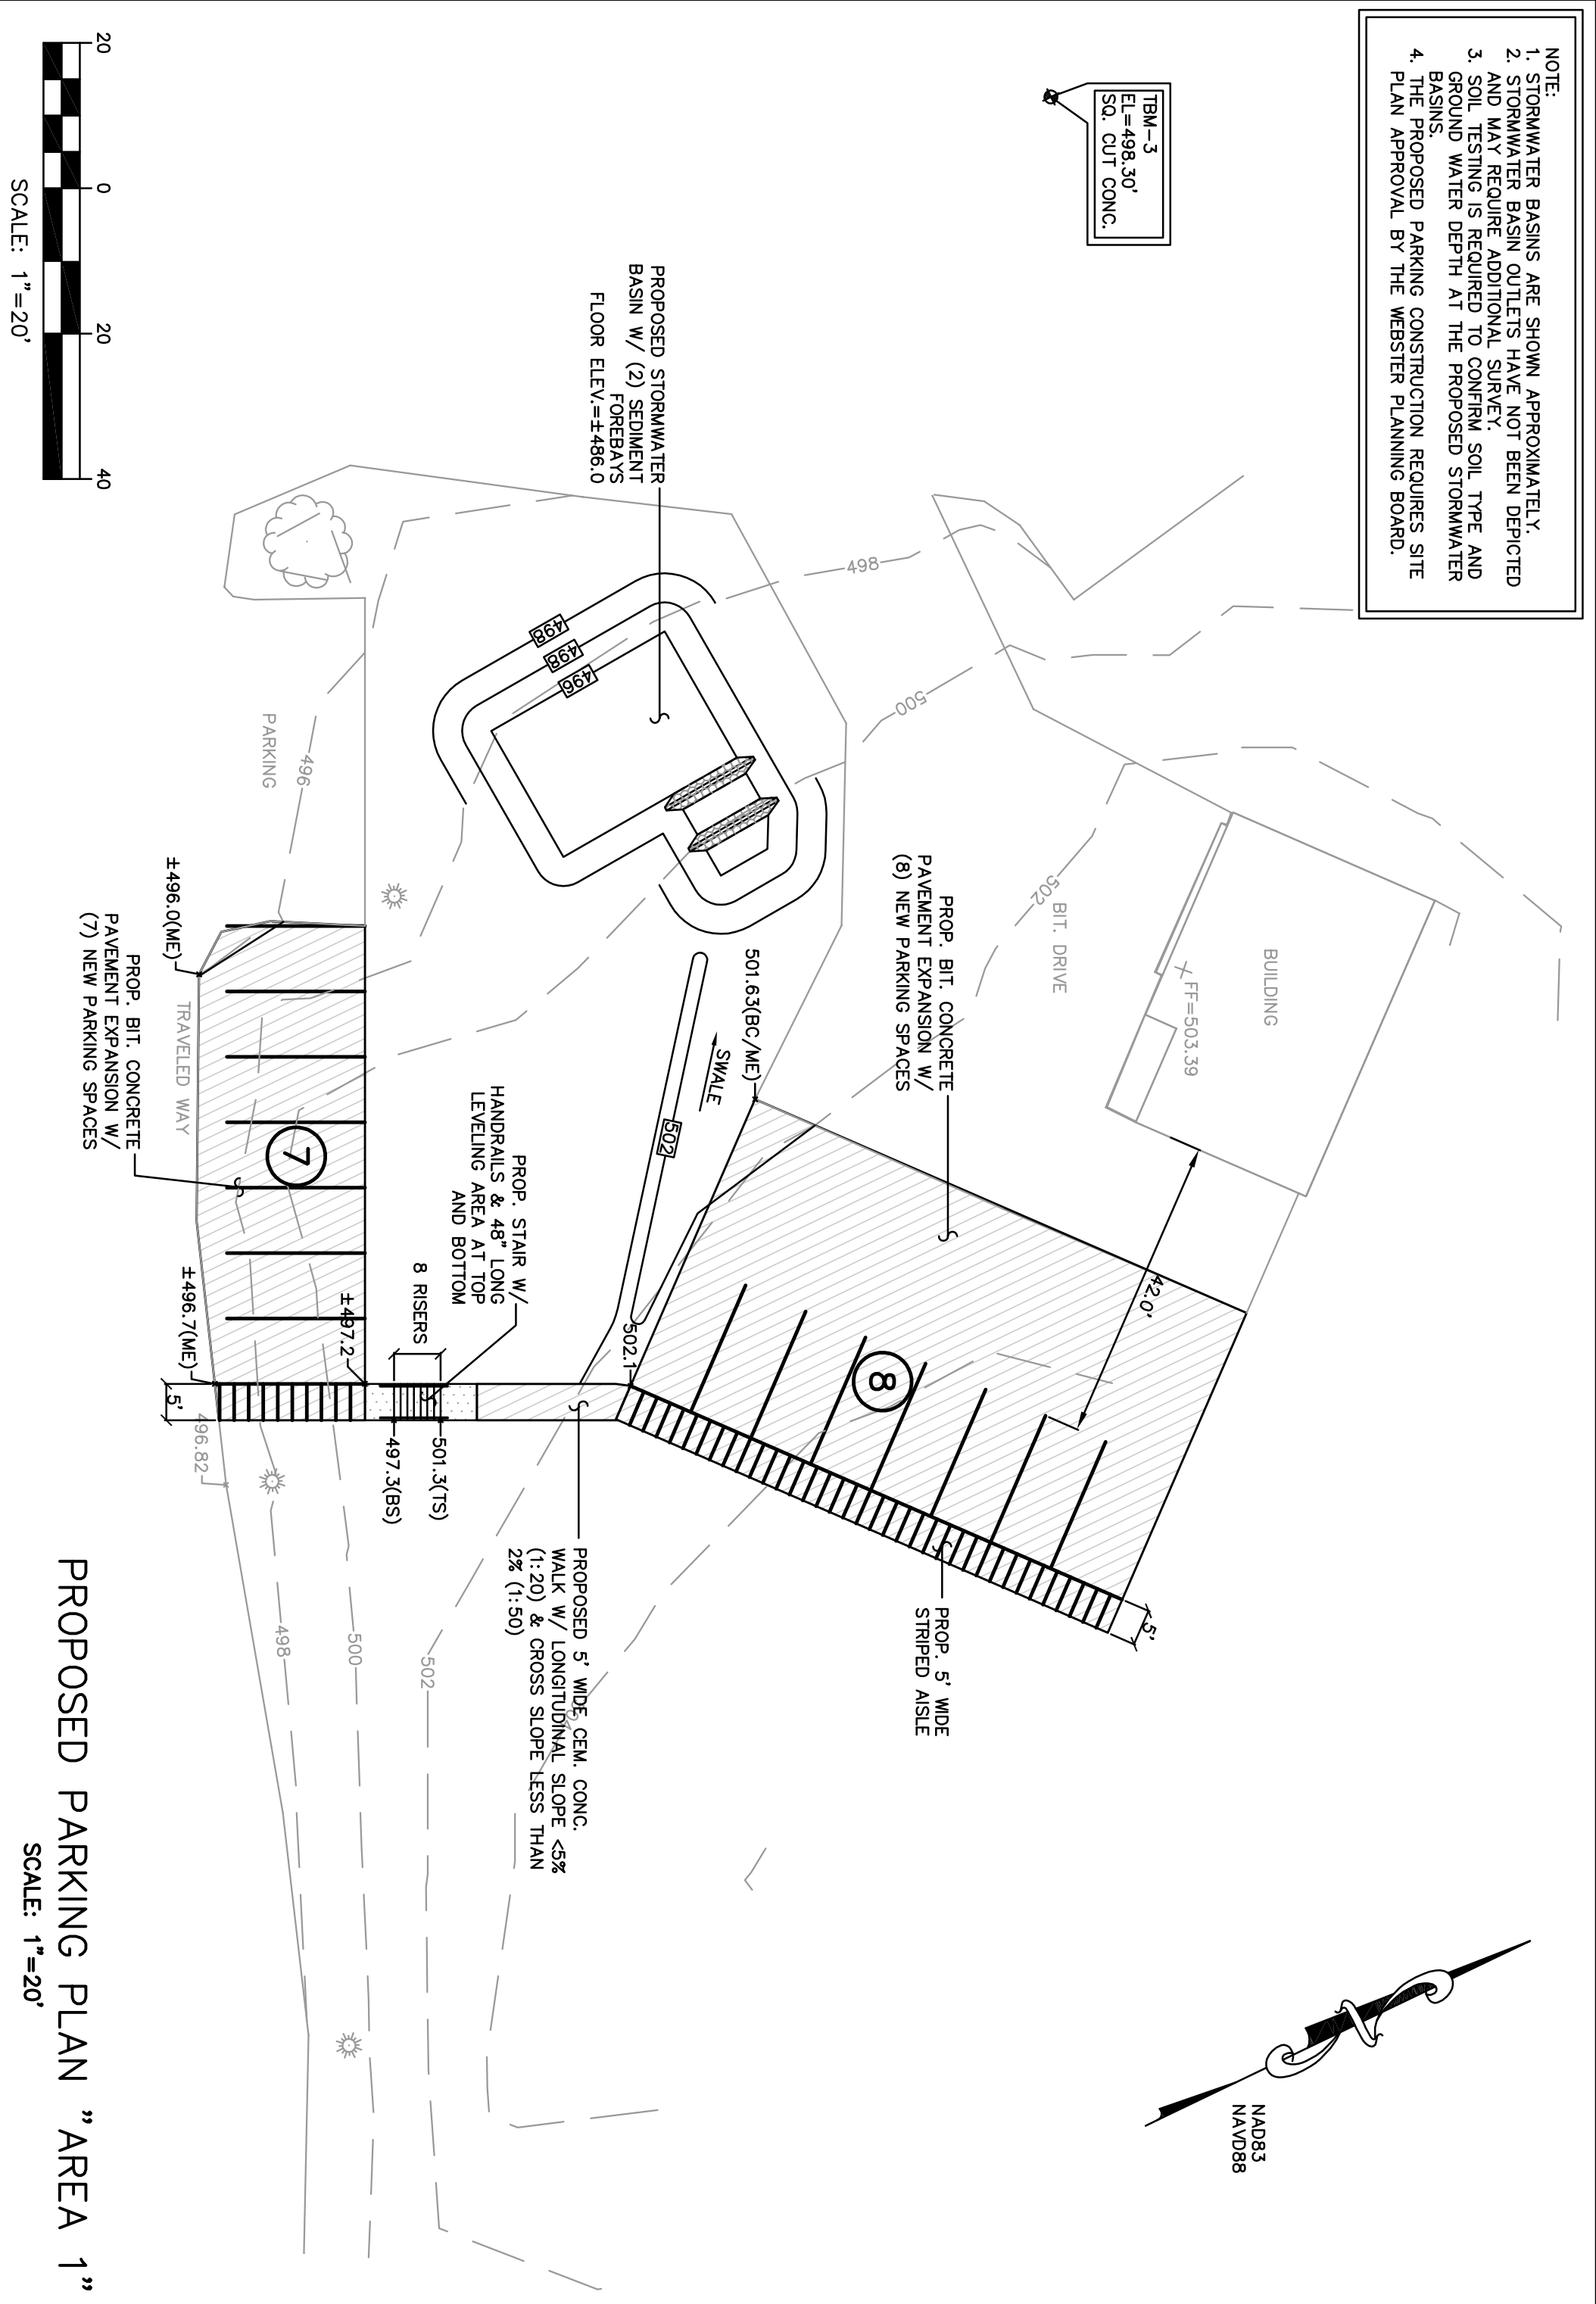 NOTE:
1. STORMWATER BASINS ARE SHOWN APPROXIMATELY.
2. STORMWATER BASIN OUTLETS HAVE NOT BEEN DEPICTED
AND MAY REQUIRE ADDITIONAL SURVEY.
3. SOIL TESTING IS REQUIRED TO CONFIRM SOIL TYPE AND
GROUND WATER DEPTH AT THE PROPOSED STORMWATER
BASINS.
4. THE PROPOSED PARKING CONSTRUCTION REQUIRES SITE
PLAN APPROVAL BY THE WEBSTER PLANNING BOARD.
TBM-3
EL=498.30'
SQ. CUT CONC.
NAD83
NAVD88
BUILDING
FF=503.39
BIT. DRIVE
502
500
498
42.0'
5'
PROP. BIT. CONCRETE
PAVEMENT EXPANSION W/
(8) NEW PARKING SPACES
8
PROP. 5' WIDE
STRIPED AISLE
501.63(BC/ME)
SWALE
502
502.1
PROPOSED STORMWATER
BASIN W/ (2) SEDIMENT
FOREBAYS
FLOOR ELEV.=±486.0
498
498
496
PROPOSED 5' WIDE CEM. CONC.
WALK W/ LONGITUDINAL SLOPE <5%
(1:20) & CROSS SLOPE LESS THAN
2% (1:50)
PROP. STAIR W/
HANDRAILS & 48" LONG
LEVELING AREA AT TOP
AND BOTTOM
8 RISERS
501.3(TS)
497.3(BS)
502
500
498
±497.2
496
PARKING
7
TRAVELED WAY
±496.0(ME)
±496.7(ME)
496.82
5'
PROP. BIT. CONCRETE
PAVEMENT EXPANSION W/
(7) NEW PARKING SPACES
20
0
20
40
SCALE: 1"=20'
PROPOSED PARKING PLAN "AREA 1"
SCALE: 1"=20'